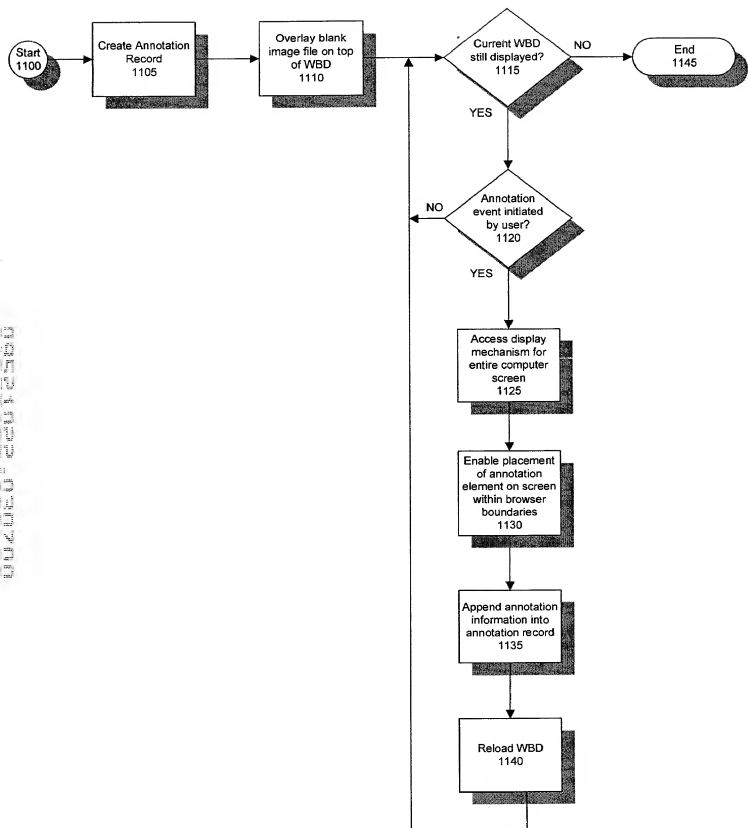 Start
1100
Create Annotation
Record
1105
Overlay blank
image file on top
of WBD
1110
Current WBD
still displayed?
1115
NO
End
1145
YES
Annotation
event initiated
by user?
1120
NO
YES
Access display
mechanism for
entire computer
screen
1125
Enable placement
of annotation
element on screen
within browser
boundaries
1130
Append annotation
information into
annotation record
1135
Reload WBD
1140